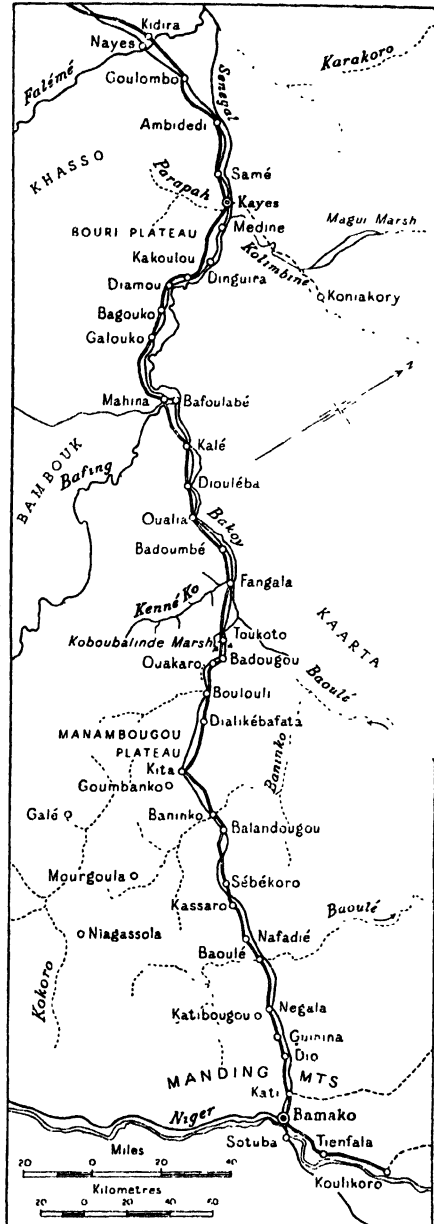 Kidira
Nayes
Falémé
Goulombo
Senegal
Karakoro
Ambidedi
KHASSO
Samé
Parapah
Kayes
BOURI PLATEAU
Medine
Magui Marsh
Kolimbiné
Kakoulou
Dinguira
Diamou
Koniakory
Bagouko
Galouko
N
Mahina
Bafoulabé
BAMBOUK
Bafing
Kalé
Diouléba
Oualia
Bakoy
Badoumbé
Fangala
Kenné Ko
KAARTA
Toukoto
Koboubalinde Marsh
Ouakaro
Badougou
Baoulé
Boulouli
Dialikébafata
MANAMBOUGOU
PLATEAU
Baninko
Kita
Goumbanko
Galé
Baninko
Balandougou
Mourgoula
Sébékoro
Kassaro
Baoulé
Niagassola
Nafadié
Baoulé
Kokoro
Negala
Katibougou
Guinina
Dio
MANDING MTS
Kati
Niger
Bamako
Miles
Sotuba
Tienfala
20 0 20 40
Koulikoro
Kilometres
20 0 20 40 60